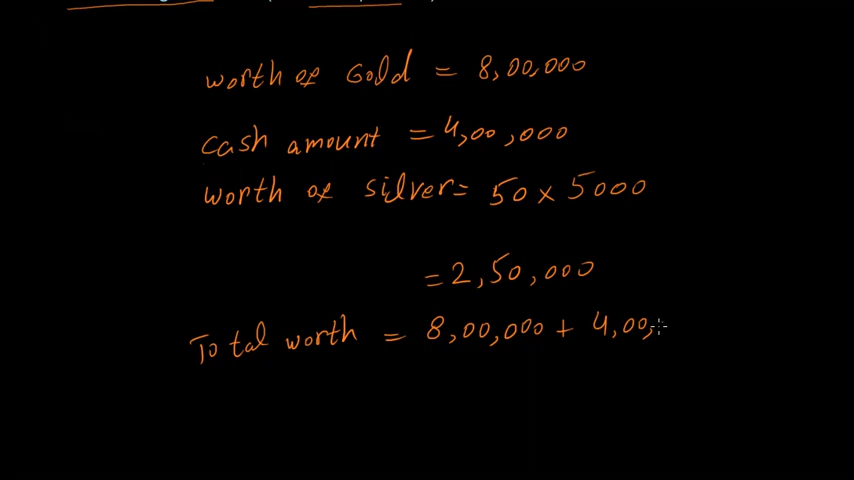 worth of Gold = 8,00,000
cash amount = 4,00,000
worth of silver = 50 x 5000
= 2,50,000
Total worth = 8,00,000 + 4,00,